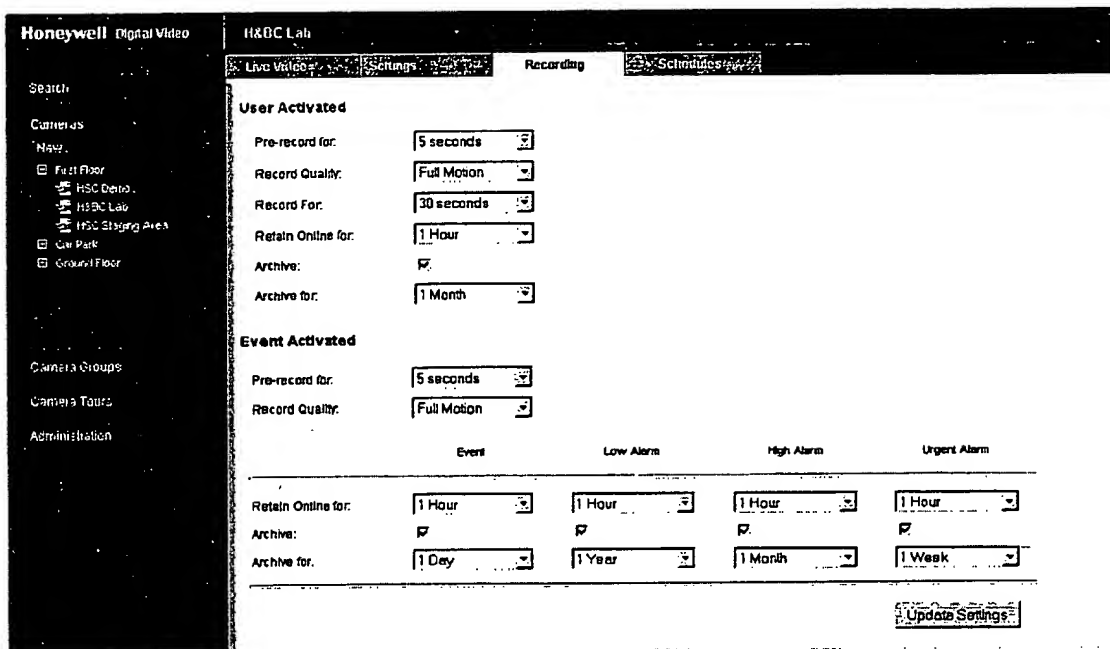 Honeywell Digital Video
H&BC Lab
Live Video Settings Recording Schedules
Search
Cameras
New
First Floor
HSC Demo
H&BC Lab
HSC Staging Area
Car Park
Ground Floor
Camera Groups
Camera Tours
Administration
User Activated
Pre-record for: 5 seconds
Record Quality: Full Motion
Record For: 30 seconds
Retain Online for: 1 Hour
Archive:
Archive for: 1 Month
Event Activated
Pre-record for: 5 seconds
Record Quality: Full Motion
Event Low Alarm High Alarm Urgent Alarm
Retain Online for: 1 Hour 1 Hour 1 Hour 1 Hour
Archive:
Archive for. 1 Day 1 Year 1 Month 1 Week
Update Settings